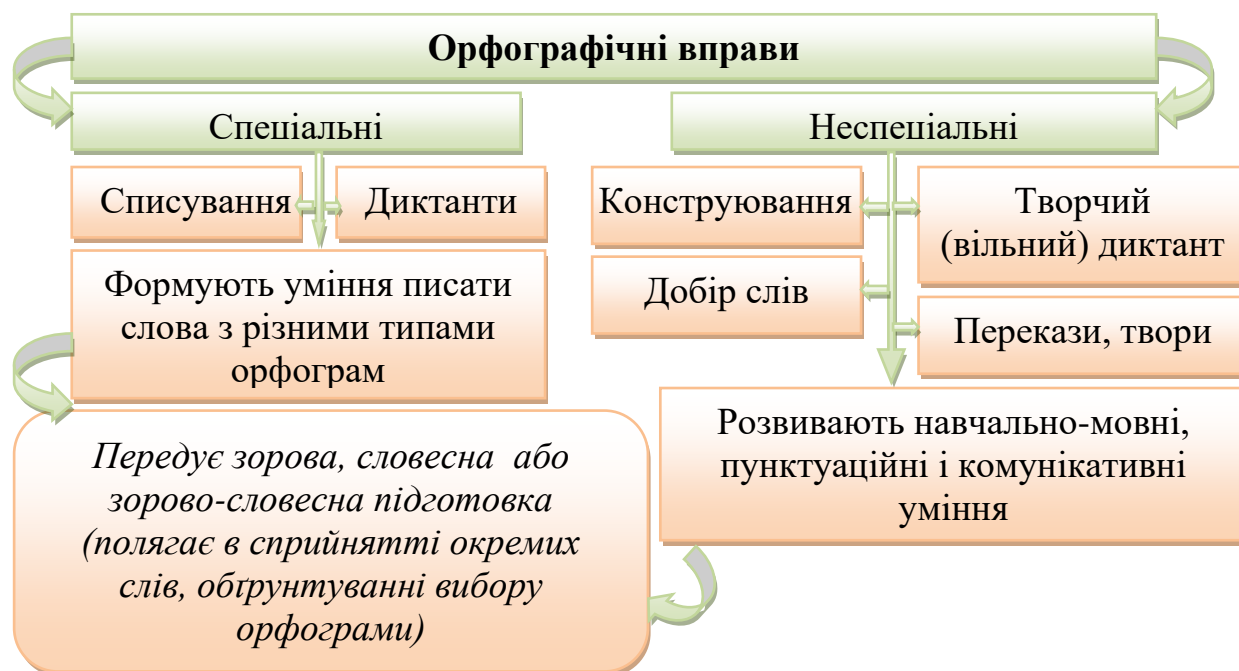 Орфографічні вправи
Спеціальні
Неспеціальні
Списування
Диктанти
Конструювання
Творчий
(вільний) диктант
Добір слів
Перекази, твори
Формують уміння писати
слова з різними типами
орфограм
Розвивають навчально-мовні,
пунктуаційні і комунікативні
уміння
Передує зорова, словесна або
зорово-словесна підготовка
(полягає в сприйнятті окремих
слів, обґрунтуванні вибору
орфограми)